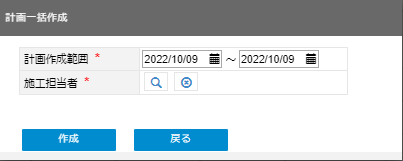 計画一括作成
計画作成範囲 * 2022/10/09 ～ 2022/10/09
施工担当者 *
作成 戻る